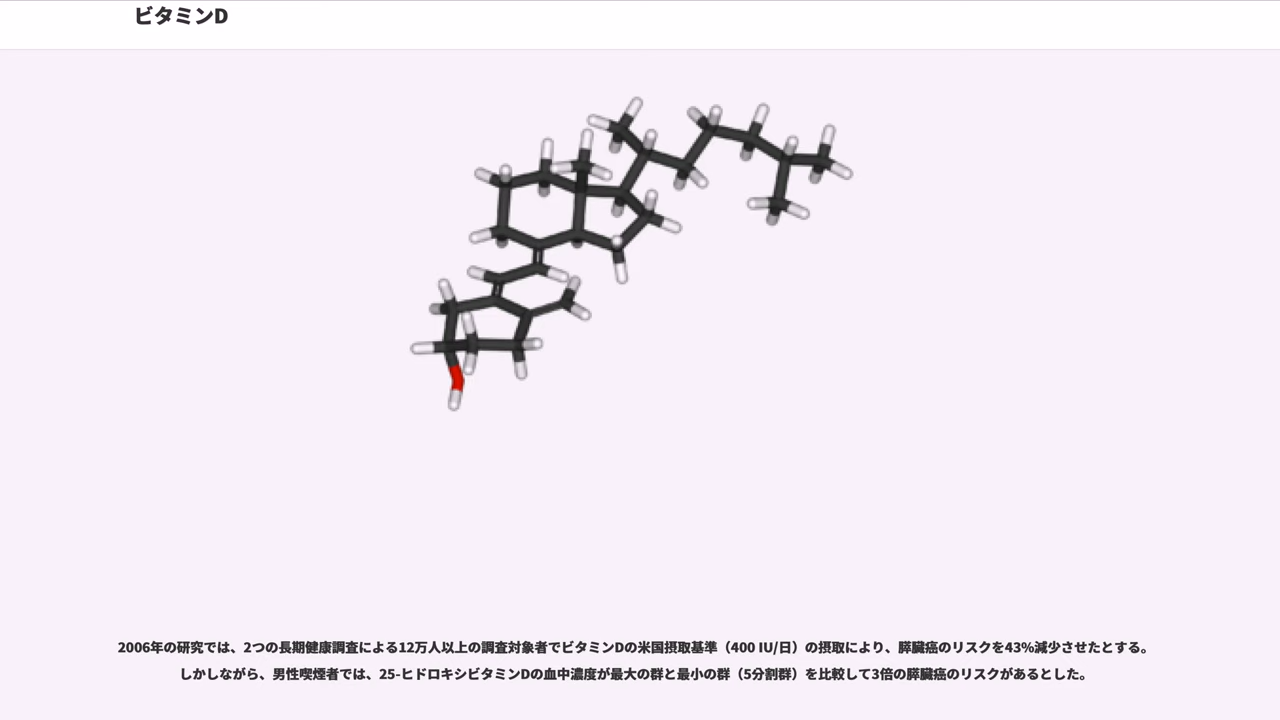 ビタミンD
2006年の研究では、2つの長期健康調査による12万人以上の調査対象者でビタミンDの米国摂取基準（400 IU/日）の摂取により、膵臓癌のリスクを43%減少させたとする。
しかしながら、男性喫煙者では、25-ヒドロキシビタミンDの血中濃度が最大の群と最小の群（5分割群）を比較して3倍の膵臓癌のリスクがあるとした。